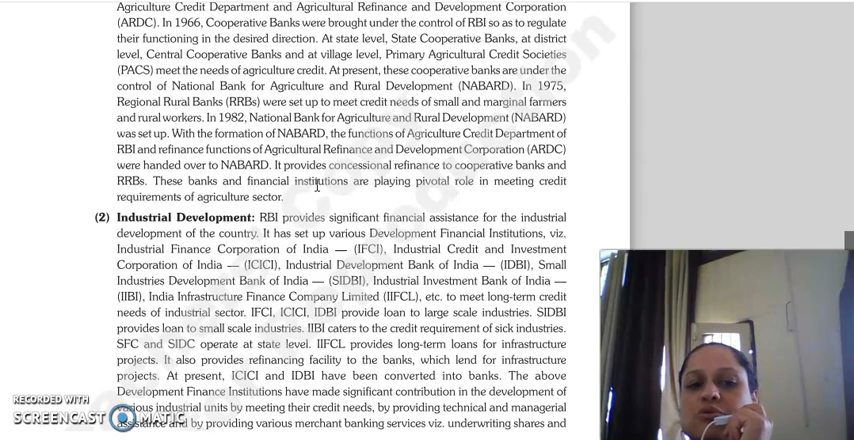 Agriculture Credit Department and Agricultural Refinance and Development Corporation
(ARDC). In 1966, Cooperative Banks were brought under the control of RBI so as to regulate
their functioning in the desired direction. At state level, State Cooperative Banks, at district
level, Central Cooperative Banks and at village level, Primary Agricultural Credit Societies
(PACS) meet the needs of agriculture credit. At present, these cooperative banks are under the
control of National Bank for Agriculture and Rural Development (NABARD). In 1975,
Regional Rural Banks (RRBs) were set up to meet credit needs of small and marginal farmers
and rural workers. In 1982, National Bank for Agriculture and Rural Development (NABARD)
was set up. With the formation of NABARD, the functions of Agriculture Credit Department of
RBI and refinance functions of Agricultural Refinance and Development Corporation (ARDC)
were handed over to NABARD. It provides concessional refinance to cooperative banks and
RRBs. These banks and financial institutions are playing pivotal role in meeting credit
requirements of agriculture sector.
(2) Industrial Development: RBI provides significant financial assistance for the industrial
development of the country. It has set up various Development Financial Institutions, viz.
Industrial Finance Corporation of India — (IFCI), Industrial Credit and Investment
Corporation of India — (ICICI), Industrial Development Bank of India — (IDBI), Small
Industries Development Bank of India — (SIDBI), Industrial Investment Bank of India —
(IIBI), India Infrastructure Finance Company Limited (IIFCL), etc. to meet long-term credit
needs of industrial sector. IFCI, ICICI, IDBI provide loan to large scale industries. SIDBI
provides loan to small scale industries. IIBI caters to the credit requirement of sick industries.
SFC and SIDC operate at state level. IIFCL provides long-term loans for infrastructure
projects. It also provides refinancing facility to the banks, which lend for infrastructure
projects. At present, ICICI and IDBI have been converted into banks. The above
Development Finance Institutions have made significant contribution in the development of
various industrial units by meeting their credit needs, by providing technical and managerial
assistance and by providing various merchant banking services viz. underwriting shares and
RECORDED WITH
SCREENCAST MATIC